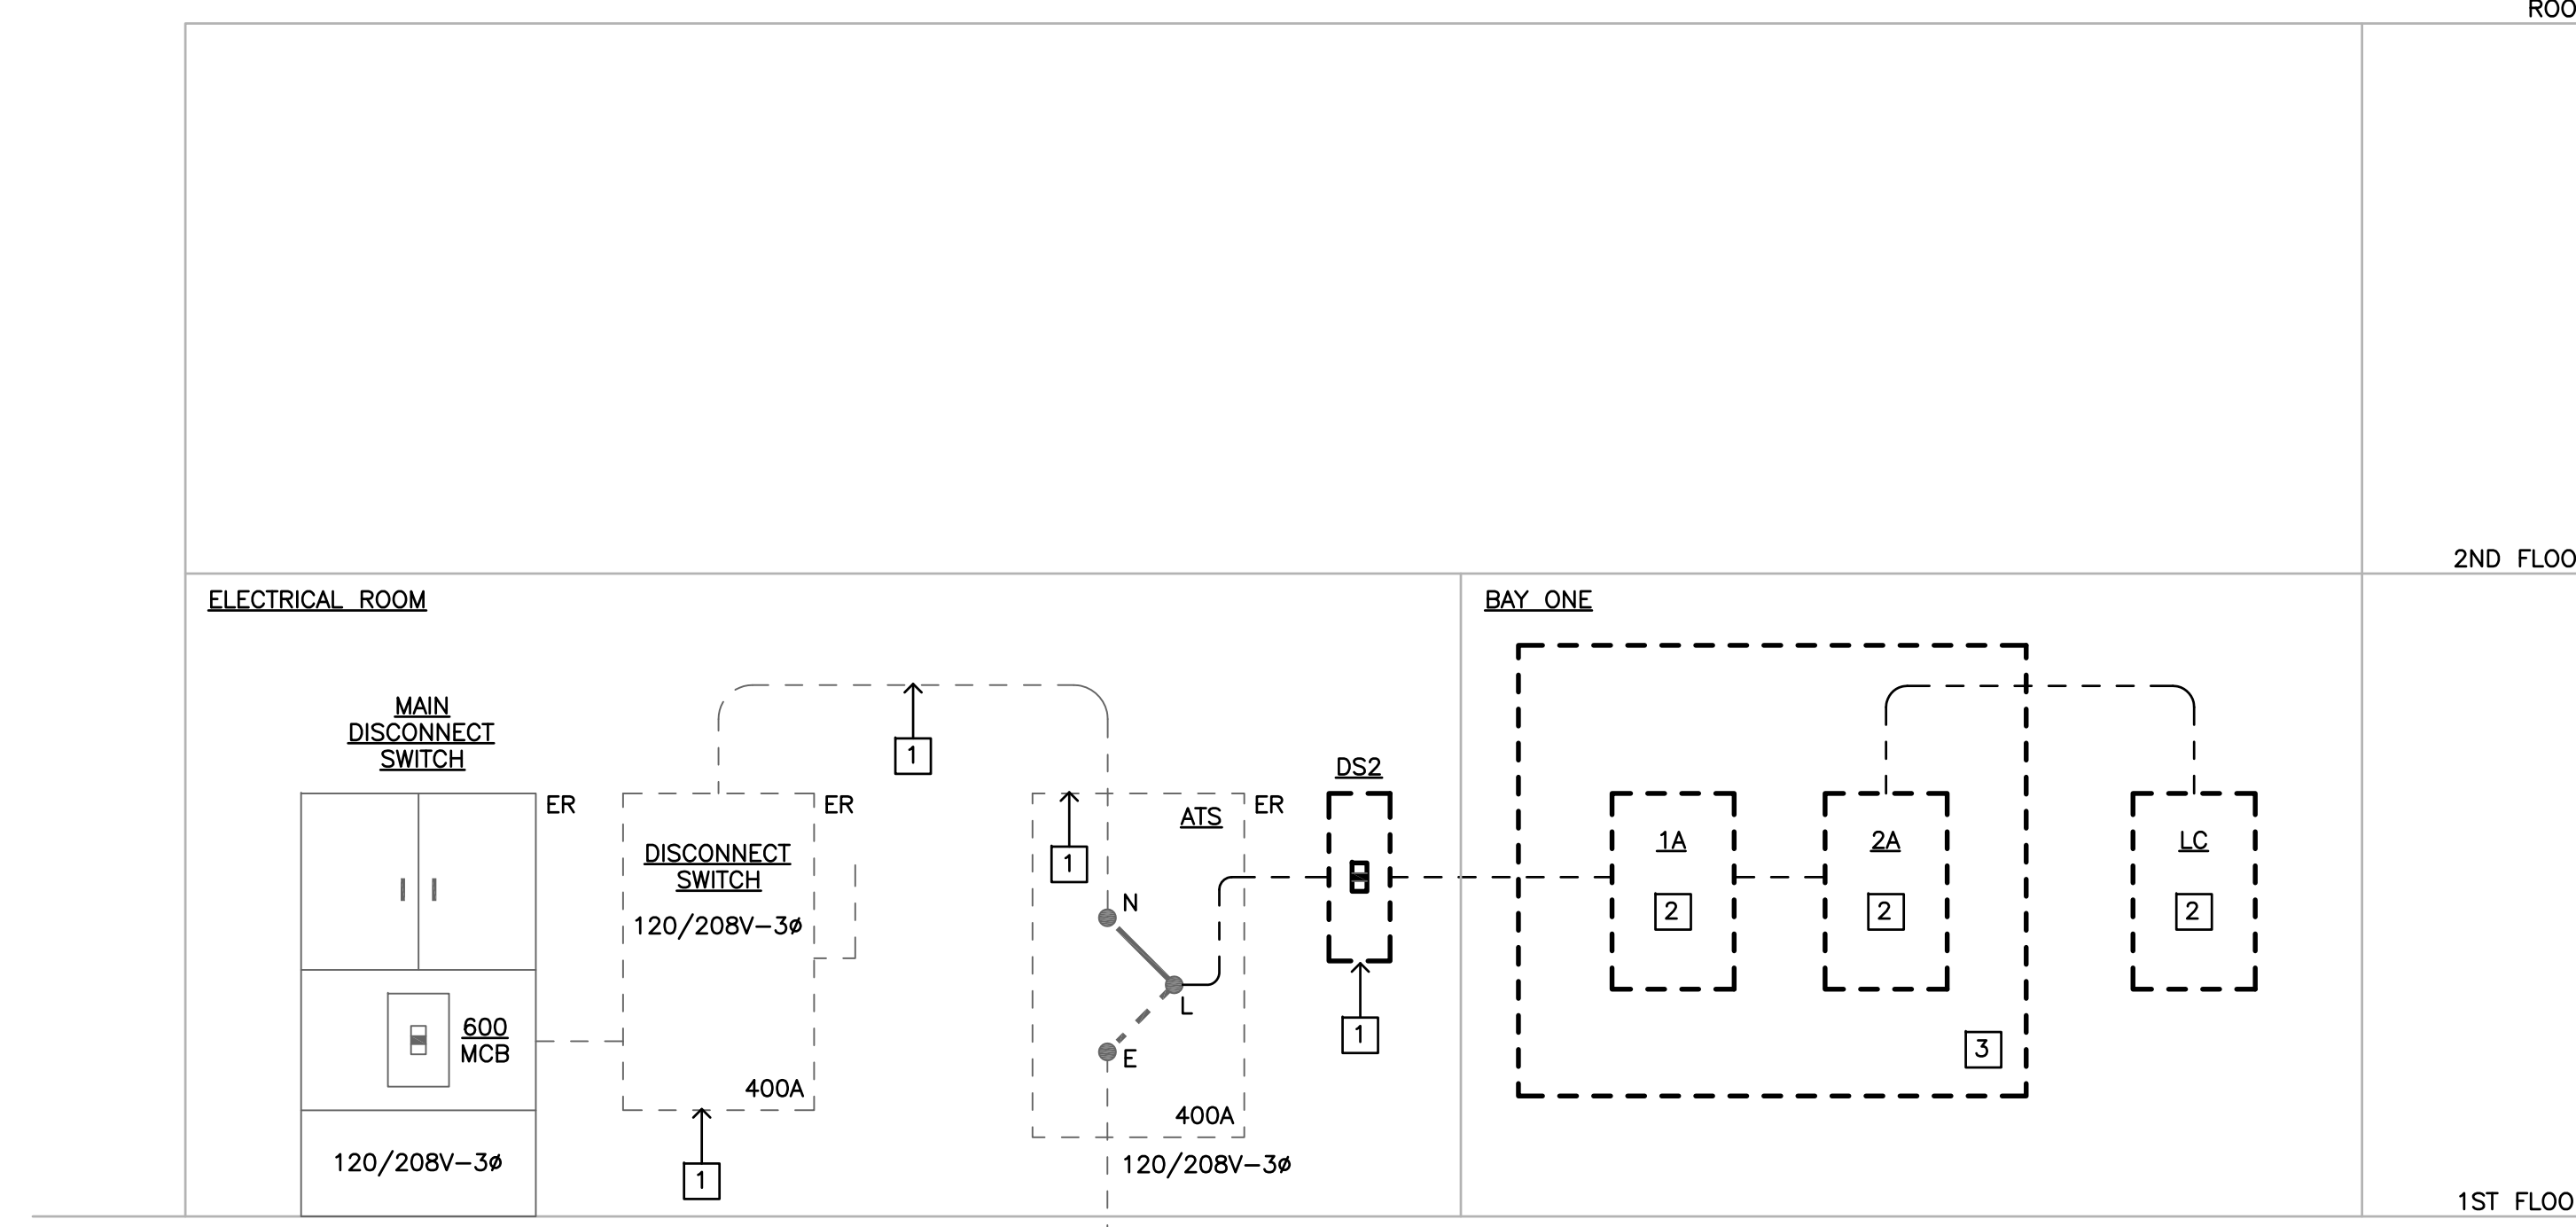 ROO
2ND FLOO
ELECTRICAL ROOM
BAY ONE
MAIN
DISCONNECT
SWITCH
ER
600
MCB
120/208V-3ø
DISCONNECT
SWITCH
120/208V-3ø
400A
ER
1
1
1
ATS
ER
N
L
E
400A
120/208V-3ø
DS2
1
1A
2
2A
2
LC
2
3
1ST FLOO